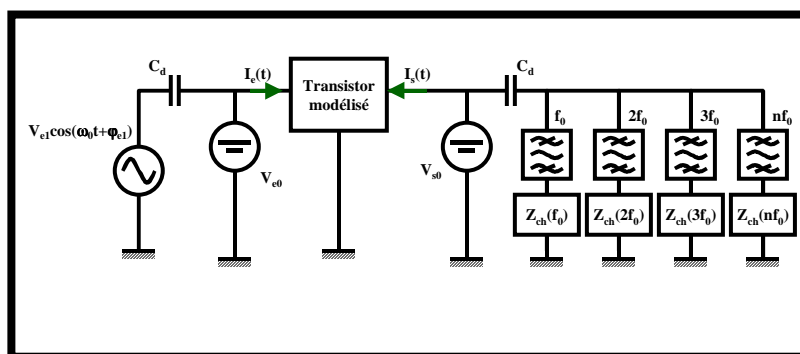 C_d
I_e(t)
Transistor
modélisé
I_s(t)
C_d
V_e1cos(ω_0t+φ_e1)
V_e0
V_s0
f_0
2f_0
3f_0
nf_0
Z_ch(f_0)
Z_ch(2f_0)
Z_ch(3f_0)
Z_ch(nf_0)